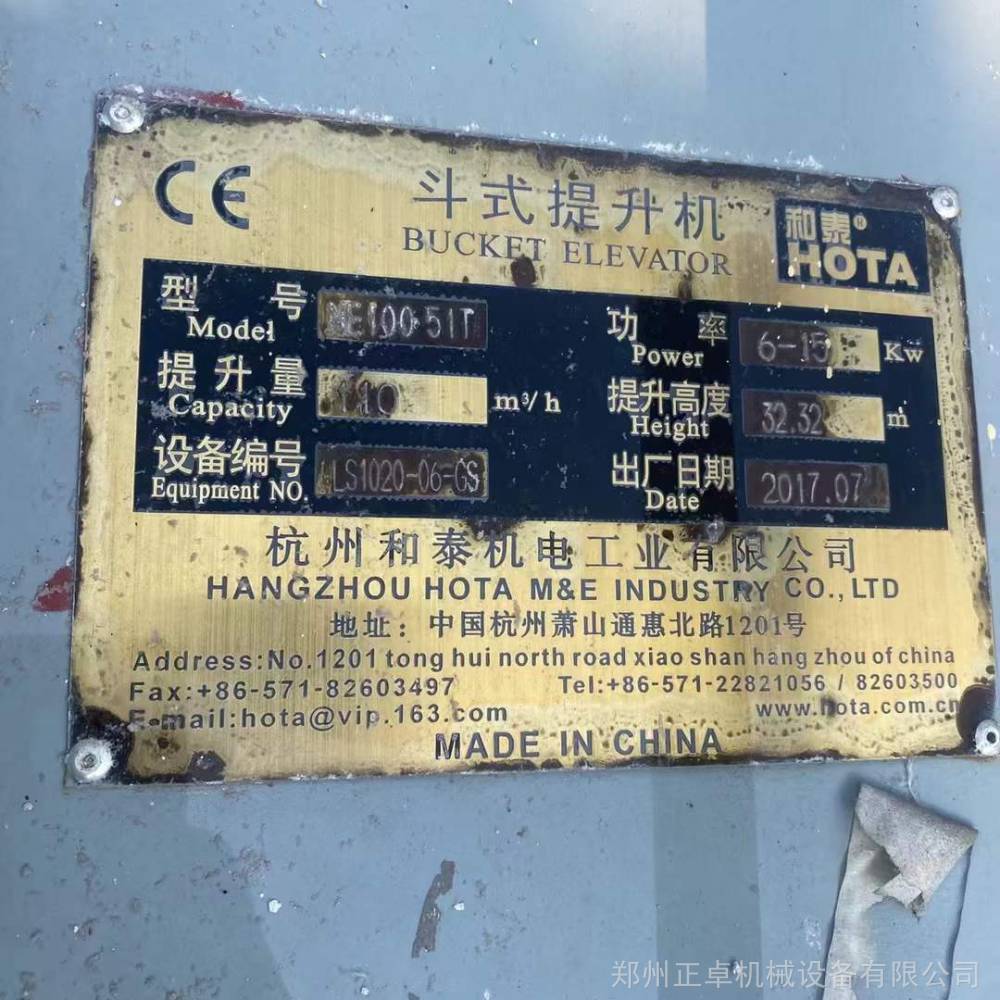 CE
斗式提升机
BUCKET ELEVATOR
和泰®
HOTA
型号
Model
提升量
Capacity 110 m³/h
设备编号
Equipment NO. LS1020-06-GS
功率
Power 6-15 Kw
提升高度
Height 32.32 m
出厂日期
Date 2017.07
杭州和泰机电工业有限公司
HANGZHOU HOTA M&E INDUSTRY CO.,LTD
地址：中国杭州萧山通惠北路1201号
Address:No.1201 tong hui north road xiao shan hang zhou of china
Fax:+86-571-82603497 Tel:+86-571-22821056 / 82603500
E-mail:hota@vip.163.com www.hota.com.cn
MADE IN CHINA
郑州正卓机械设备有限公司